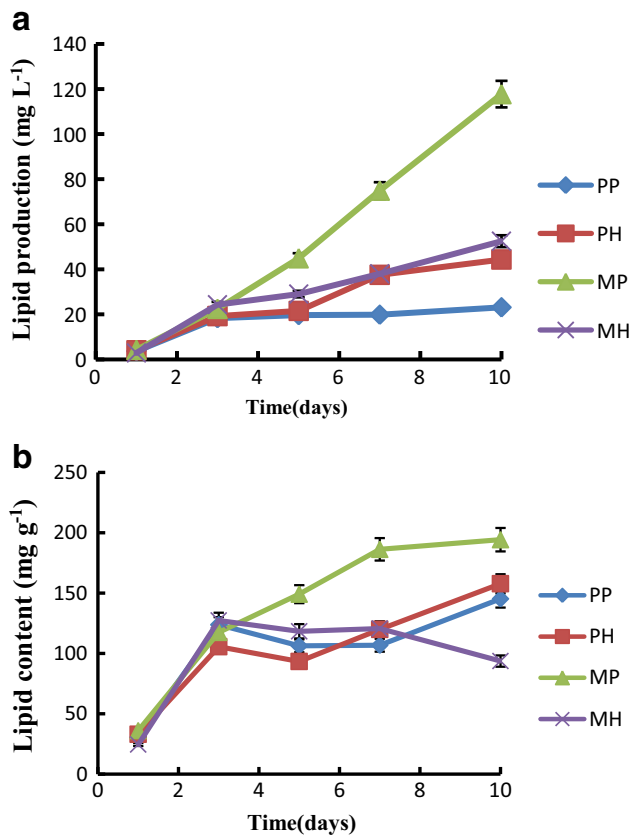 a
140
120
100
80
60
40
20
0
0 2 4 6 8 10
Lipid production (mg L⁻¹)
Time(days)
PP
PH
MP
MH
b
250
200
150
100
50
0
0 2 4 6 8 10
Lipid content (mg g⁻¹)
Time(days)
PP
PH
MP
MH